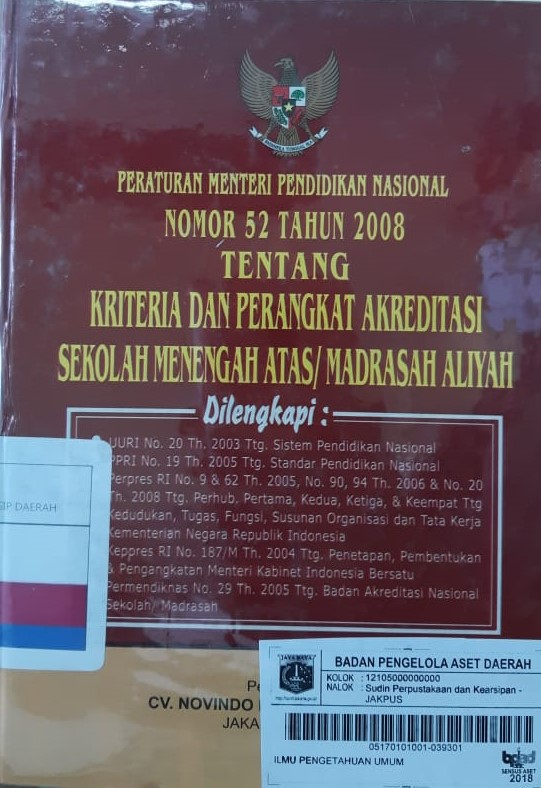 PERATURAN MENTERI PENDIDIKAN NASIONAL
NOMOR 52 TAHUN 2008
TENTANG
KRITERIA DAN PERANGKAT AKREDITASI
SEKOLAH MENENGAH ATAS/ MADRASAH ALIYAH
Dilengkapi :
UURI No. 20 Th. 2003 Ttg. Sistem Pendidikan Nasional
PPRI No. 19 Th. 2005 Ttg. Standar Pendidikan Nasional
Perpres RI No. 9 & 62 Th. 2005, No. 90, 94 Th. 2006 & No. 20
Th. 2008 Ttg. Perhub. Pertama, Kedua, Ketiga, & Keempat Ttg
Kedudukan, Tugas, Fungsi, Susunan Organisasi dan Tata Kerja
Kementerian Negara Republik Indonesia
Keppres RI No. 187/M Th. 2004 Ttg. Penetapan, Pembentukan
& Pengangkatan Menteri Kabinet Indonesia Bersatu
Permendiknas No. 29 Th. 2005 Ttg. Badan Akreditasi Nasional
Sekolah/ Madrasah
DAERAH
CV. NOVINDO
JAKA
BADAN PENGELOLA ASET DAERAH
KOLOK : 12105000000000
NALOK : Sudin Perpustakaan dan Kearsipan -
JAKPUS
05170101001-039301
ILMU PENGETAHUAN UMUM
bpad
SENSUS ASET
2018